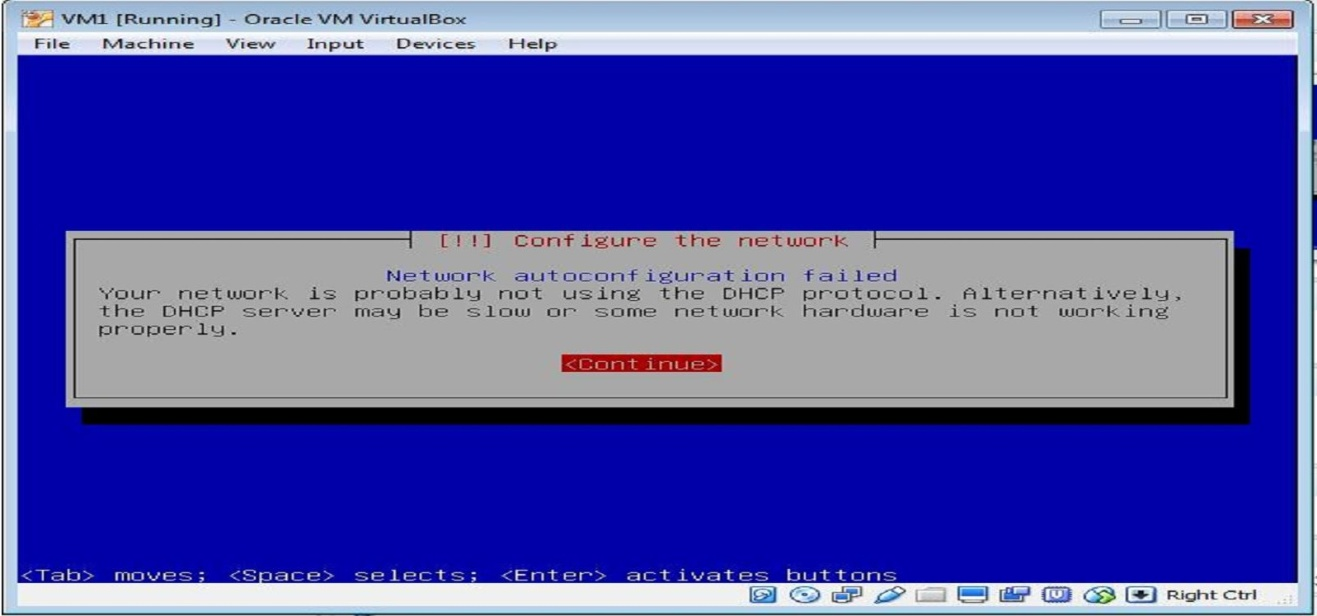 VM1 [Running] - Oracle VM VirtualBox
File Machine View Input Devices Help
[!!] Configure the network
Network autoconfiguration failed
Your network is probably not using the DHCP protocol. Alternatively,
the DHCP server may be slow or some network hardware is not working
properly.
<Continue>
<Tab> moves; <Space> selects; <Enter> activates buttons
Right Ctrl